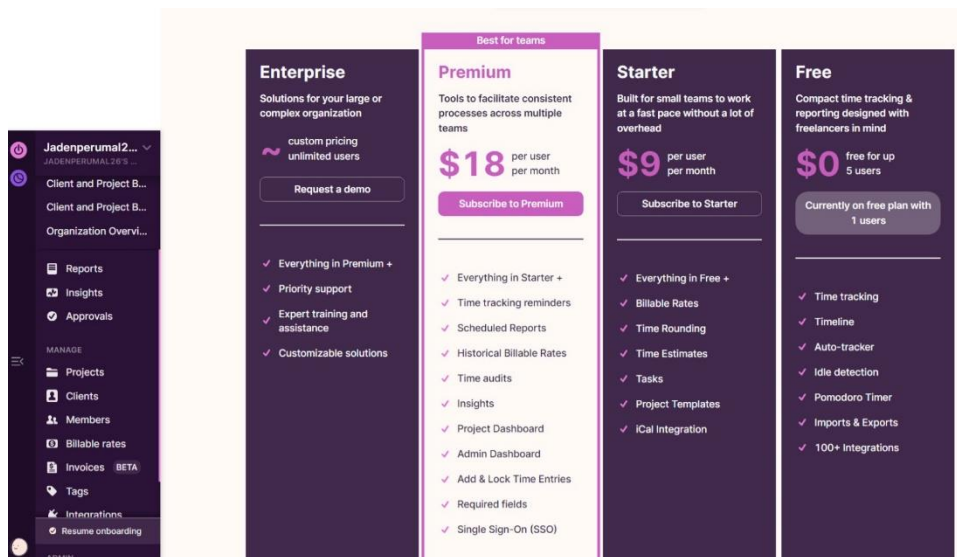 Jadenperumal2...
JADENPERUMAL26'S ...
Client and Project B...
Client and Project B...
Organization Overvi...
Reports
Insights
Approvals
MANAGE
Projects
Clients
Members
Billable rates
Invoices BETA
Tags
Integrations
Resume onboarding
ADMIN
Enterprise
Solutions for your large or
complex organization
~ custom pricing
unlimited users
Request a demo
Everything in Premium +
Priority support
Expert training and
assistance
Customizable solutions
Best for teams
Premium
Tools to facilitate consistent
processes across multiple
teams
$18 per user
per month
Subscribe to Premium
Everything in Starter +
Time tracking reminders
Scheduled Reports
Historical Billable Rates
Time audits
Insights
Project Dashboard
Admin Dashboard
Add & Lock Time Entries
Required fields
Single Sign-On (SSO)
Starter
Built for small teams to work
at a fast pace without a lot of
overhead
$9 per user
per month
Subscribe to Starter
Everything in Free +
Billable Rates
Time Rounding
Time Estimates
Tasks
Project Templates
iCal Integration
Free
Compact time tracking &
reporting designed with
freelancers in mind
$0 free for up
5 users
Currently on free plan with
1 users
Time tracking
Timeline
Auto-tracker
Idle detection
Pomodoro Timer
Imports & Exports
100+ Integrations